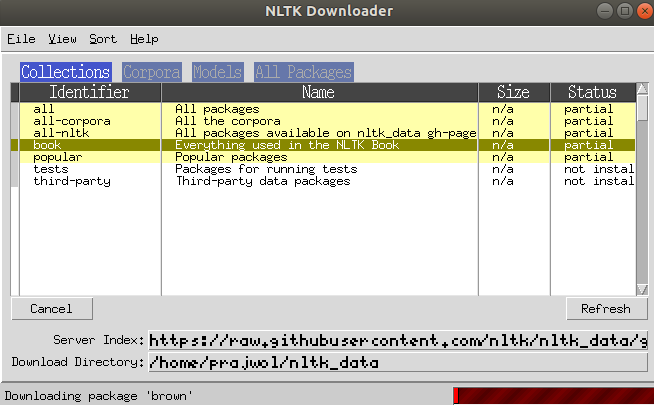 NLTK Downloader
File View Sort Help
Collections Corpora Models All Packages
Identifier Name Size Status
all All packages n/a partial
all-corpora All the corpora n/a partial
all-nltk All packages available on nltk_data gh-page n/a partial
book Everything used in the NLTK Book n/a partial
popular Popular packages n/a partial
tests Packages for running tests n/a not instal
third-party Third-party data packages n/a not instal
Cancel Refresh
Server Index: https://raw.githubusercontent.com/nltk/nltk_data/g
Download Directory: /home/prajwol/nltk_data
Downloading package 'brown'